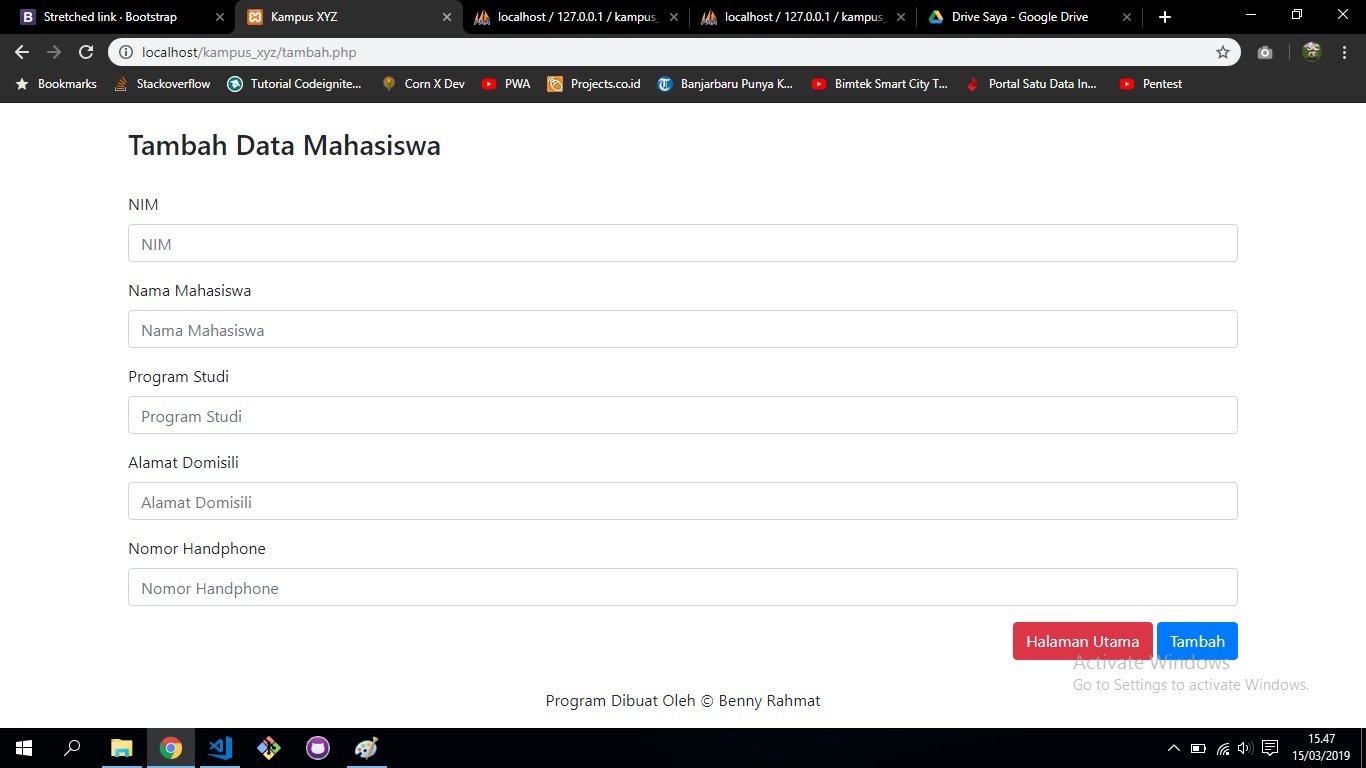 Stretched link · Bootstrap
Kampus XYZ
localhost / 127.0.0.1 / kampus_
localhost / 127.0.0.1 / kampus_
Drive Saya - Google Drive
localhost/kampus_xyz/tambah.php
Bookmarks
Stackoverflow
Tutorial Codeignite...
Corn X Dev
PWA
Projects.co.id
Banjarbaru Punya K...
Bimtek Smart City T...
Portal Satu Data In...
Pentest
Tambah Data Mahasiswa
NIM
NIM
Nama Mahasiswa
Nama Mahasiswa
Program Studi
Program Studi
Alamat Domisili
Alamat Domisili
Nomor Handphone
Nomor Handphone
Halaman Utama
Tambah
Activate Windows
Go to Settings to activate Windows.
Program Dibuat Oleh © Benny Rahmat
15.47
15/03/2019